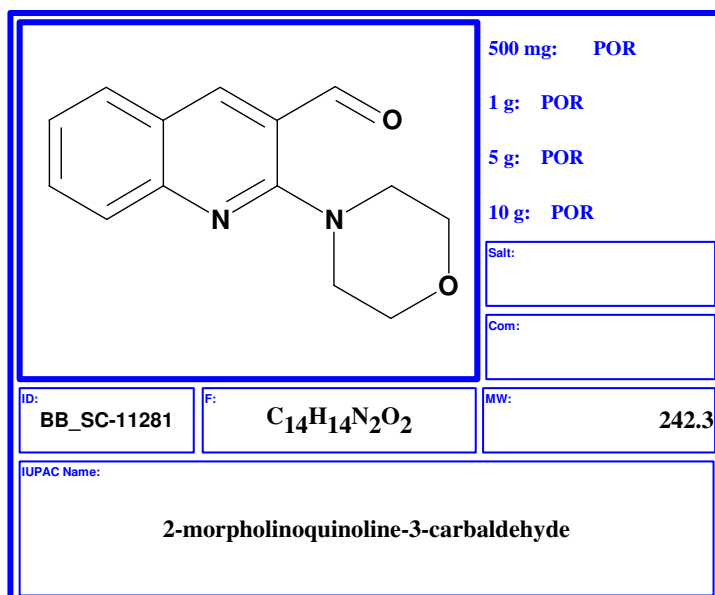 500 mg: POR
1 g: POR
5 g: POR
10 g: POR
O
N
N
O
Salt:
Com:
ID:
BB_SC-11281
F:
C14H14N2O2
MW:
242.3
IUPAC Name:
2-morpholinoquinoline-3-carbaldehyde